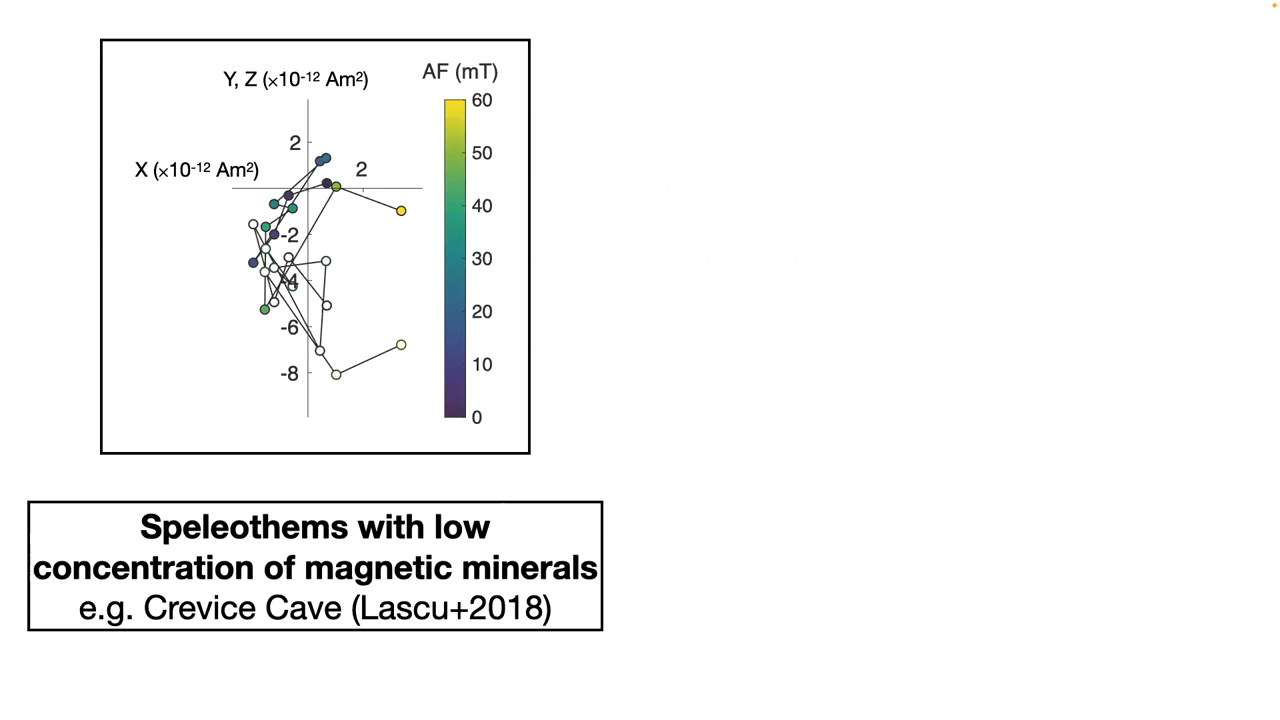 Y, Z (×10⁻¹² Am²)
AF (mT)
X (×10⁻¹² Am²)
2
2
-2
-4
-6
-8
60
50
40
30
20
10
0
Speleothems with low
concentration of magnetic minerals
e.g. Crevice Cave (Lascu+2018)